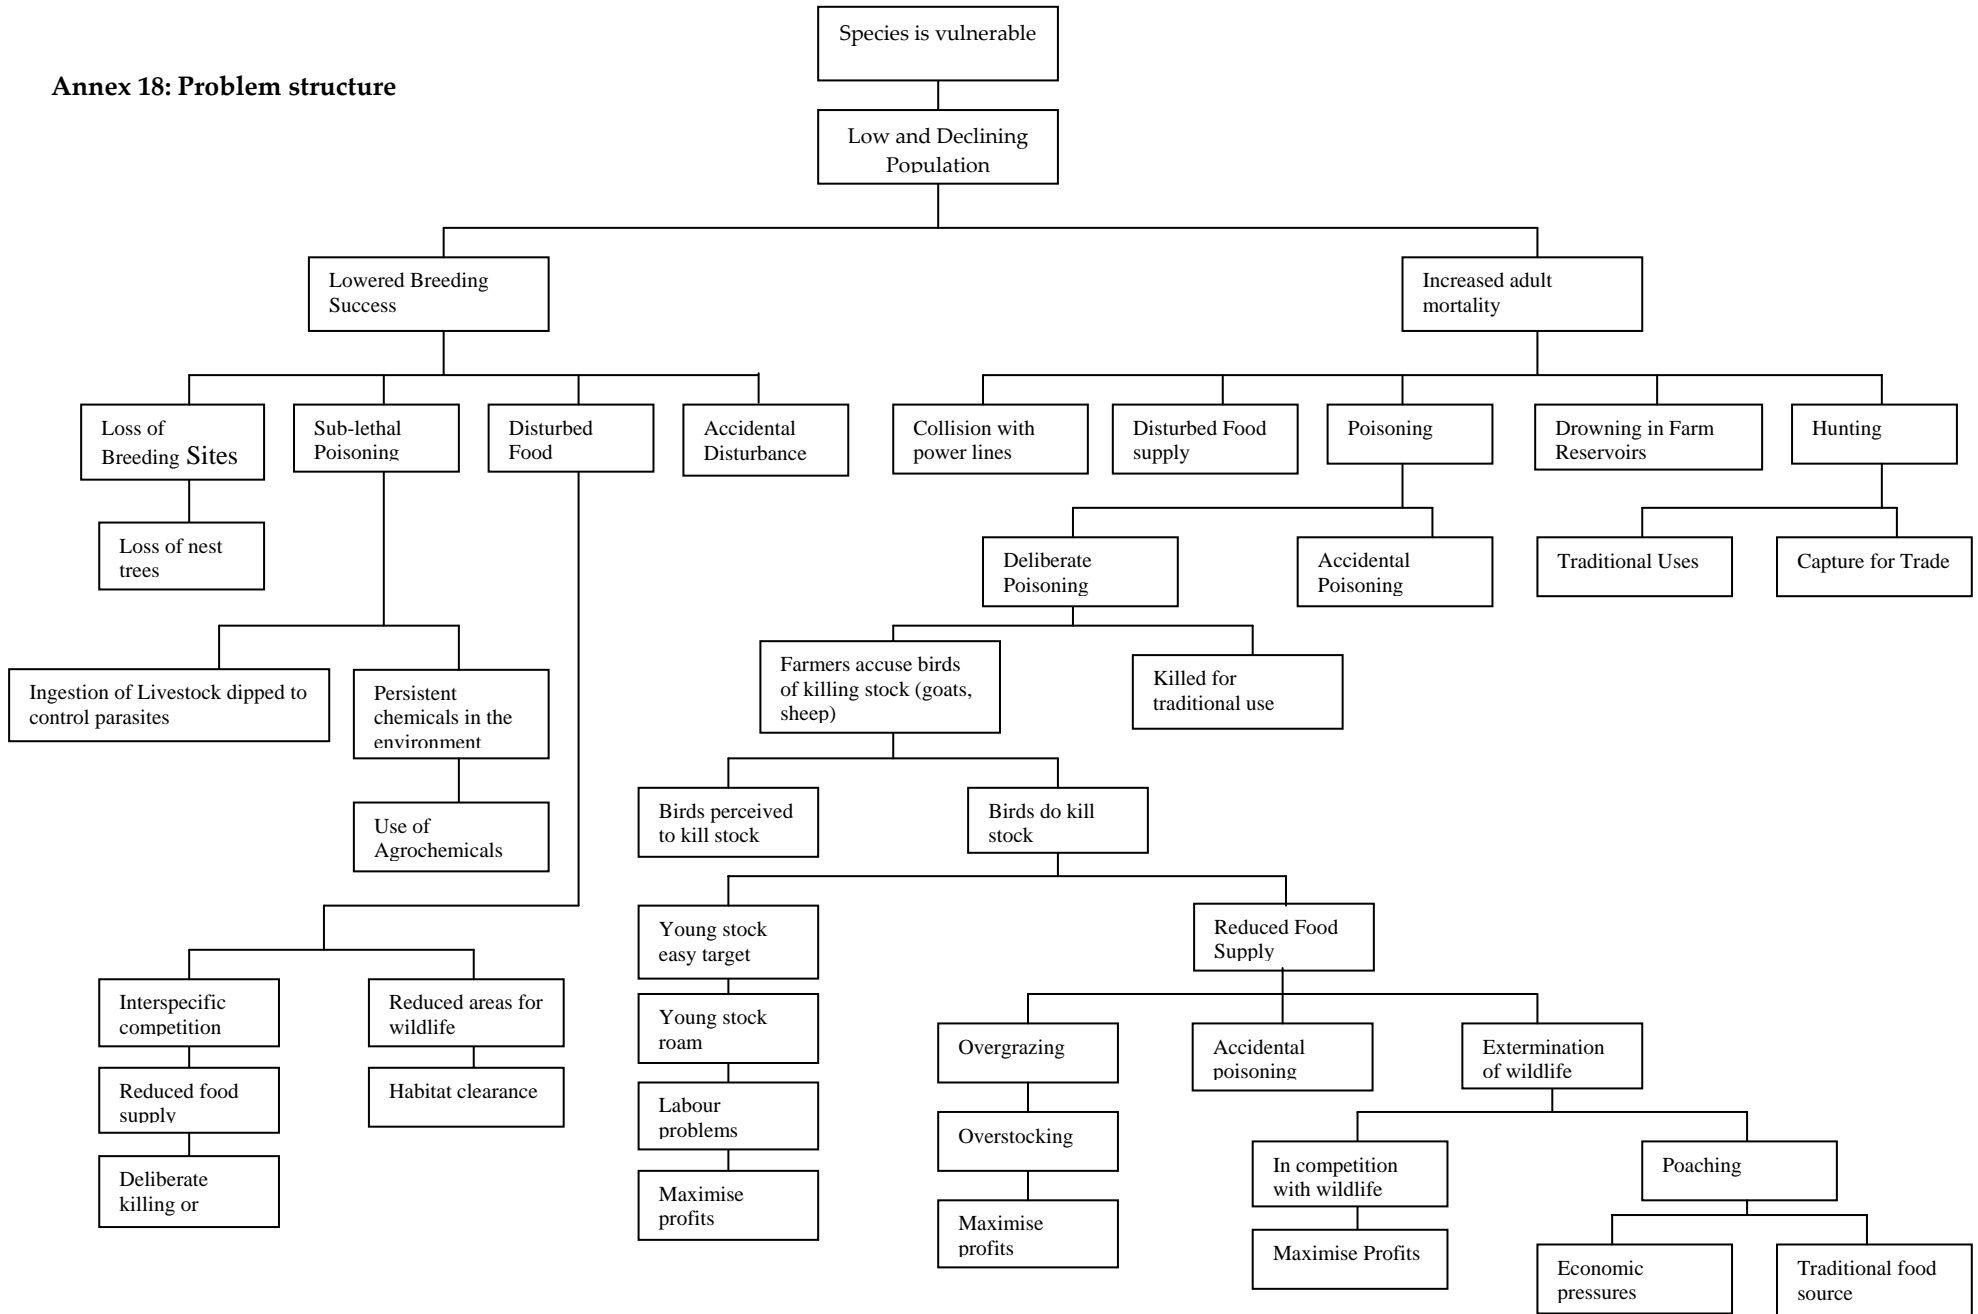 Species is vulnerable
Annex 18: Problem structure
Low and Declining
Population
Lowered Breeding
Success
Increased adult
mortality
Loss of
Breeding Sites
Sub-lethal
Poisoning
Disturbed
Food
Accidental
Disturbance
Collision with
power lines
Disturbed Food
supply
Poisoning
Drowning in Farm
Reservoirs
Hunting
Loss of nest
trees
Deliberate
Poisoning
Accidental
Poisoning
Traditional Uses
Capture for Trade
Ingestion of Livestock dipped to
control parasites
Persistent
chemicals in the
environment
Farmers accuse birds
of killing stock (goats,
sheep)
Killed for
traditional use
Use of
Agrochemicals
Birds perceived
to kill stock
Birds do kill
stock
Young stock
easy target
Reduced Food
Supply
Interspecific
competition
Reduced areas for
wildlife
Young stock
roam
Overgrazing
Accidental
poisoning
Extermination
of wildlife
Reduced food
supply
Habitat clearance
Labour
problems
Overstocking
In competition
with wildlife
Poaching
Deliberate
killing or
Maximise
profits
Maximise
profits
Maximise Profits
Economic
pressures
Traditional food
source